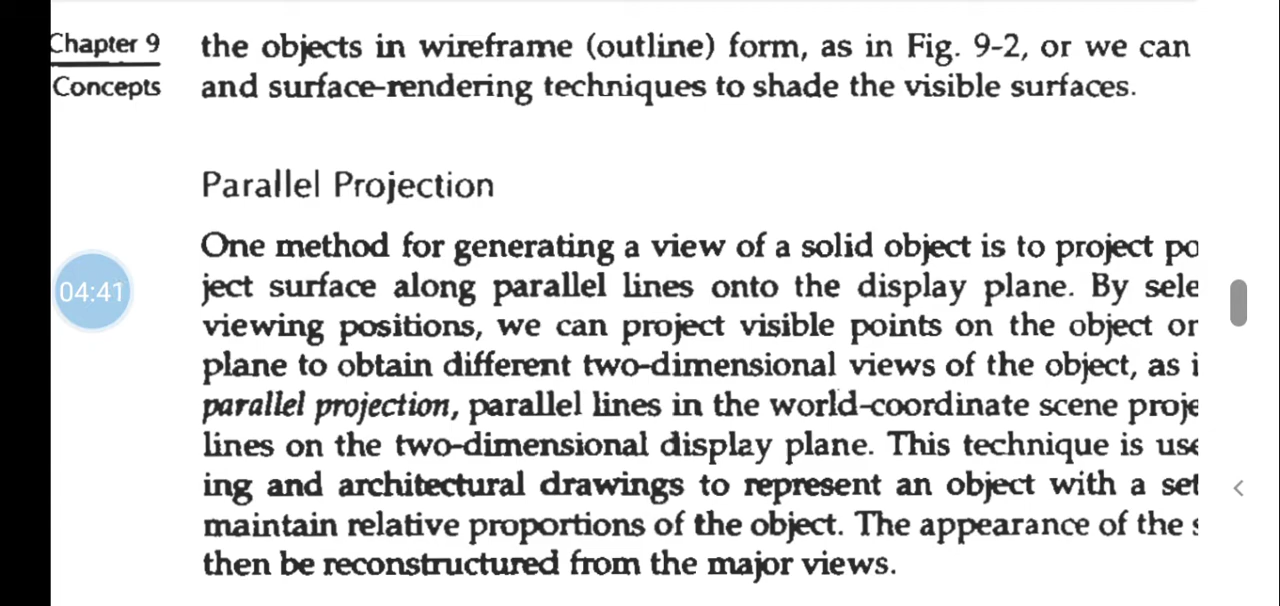 Chapter 9
Concepts
the objects in wireframe (outline) form, as in Fig. 9-2, or we can
and surface-rendering techniques to shade the visible surfaces.
Parallel Projection
One method for generating a view of a solid object is to project po
ject surface along parallel lines onto the display plane. By sele
viewing positions, we can project visible points on the object or
plane to obtain different two-dimensional views of the object, as i
parallel projection, parallel lines in the world-coordinate scene proje
lines on the two-dimensional display plane. This technique is use
ing and architectural drawings to represent an object with a set
maintain relative proportions of the object. The appearance of the s
then be reconstructured from the major views.
04:41